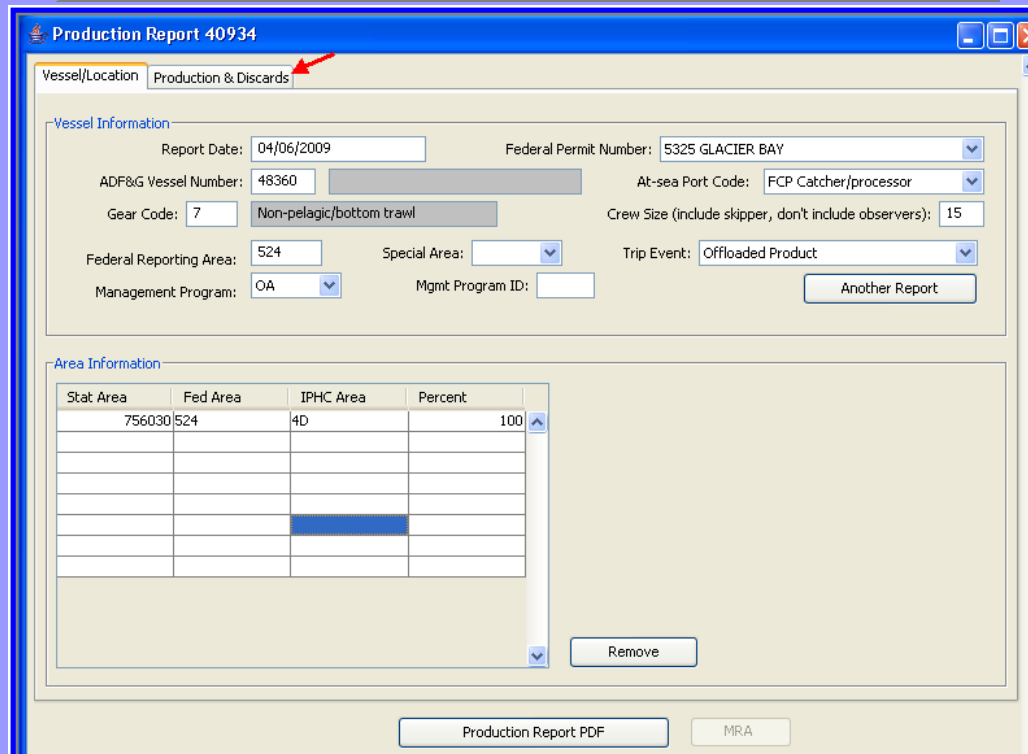 Production Report 40934
Vessel/Location Production & Discards
Vessel Information
Report Date: 04/06/2009 Federal Permit Number: 5325 GLACIER BAY
ADF&G Vessel Number: 48360 At-sea Port Code: FCP Catcher/processor
Gear Code: 7 Non-pelagic/bottom trawl Crew Size (include skipper, don't include observers): 15
Federal Reporting Area: 524 Special Area: Trip Event: Offloaded Product
Management Program: OA Mgmt Program ID: Another Report
Area Information
Stat Area Fed Area IPHC Area Percent
756030 524 4D 100
Remove
Production Report PDF MRA